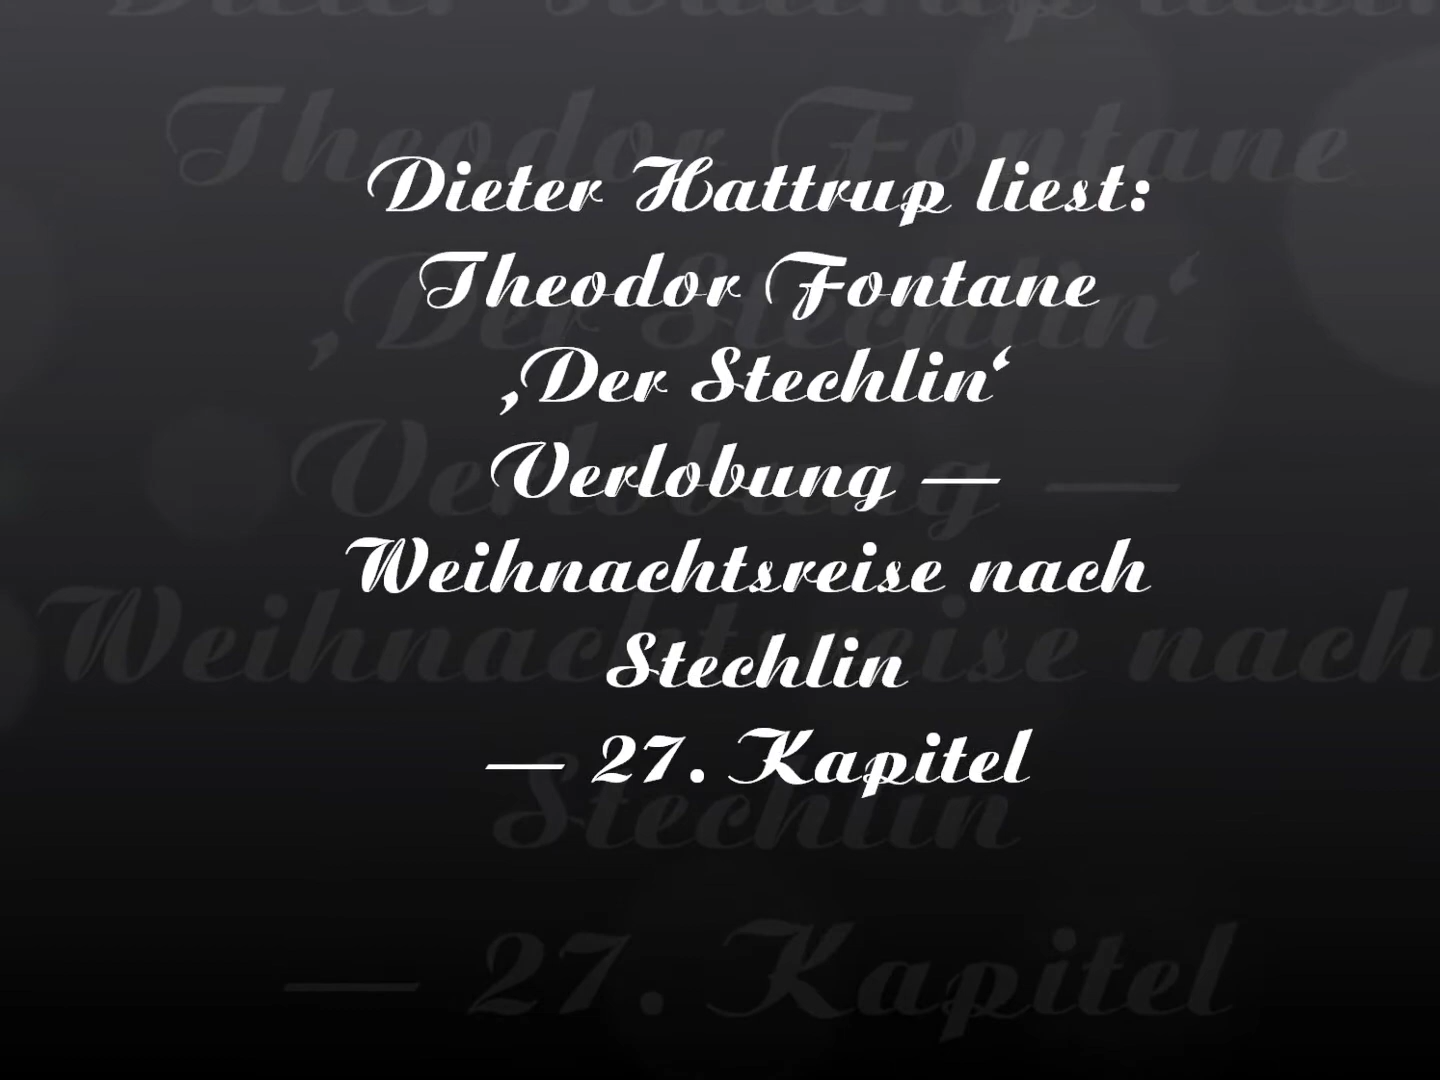 Dieter Hattrup liest:
Theodor Fontane
‚Der Stechlin‘
Verlobung —
Weihnachtsreise nach
Stechlin
— 27. Kapitel